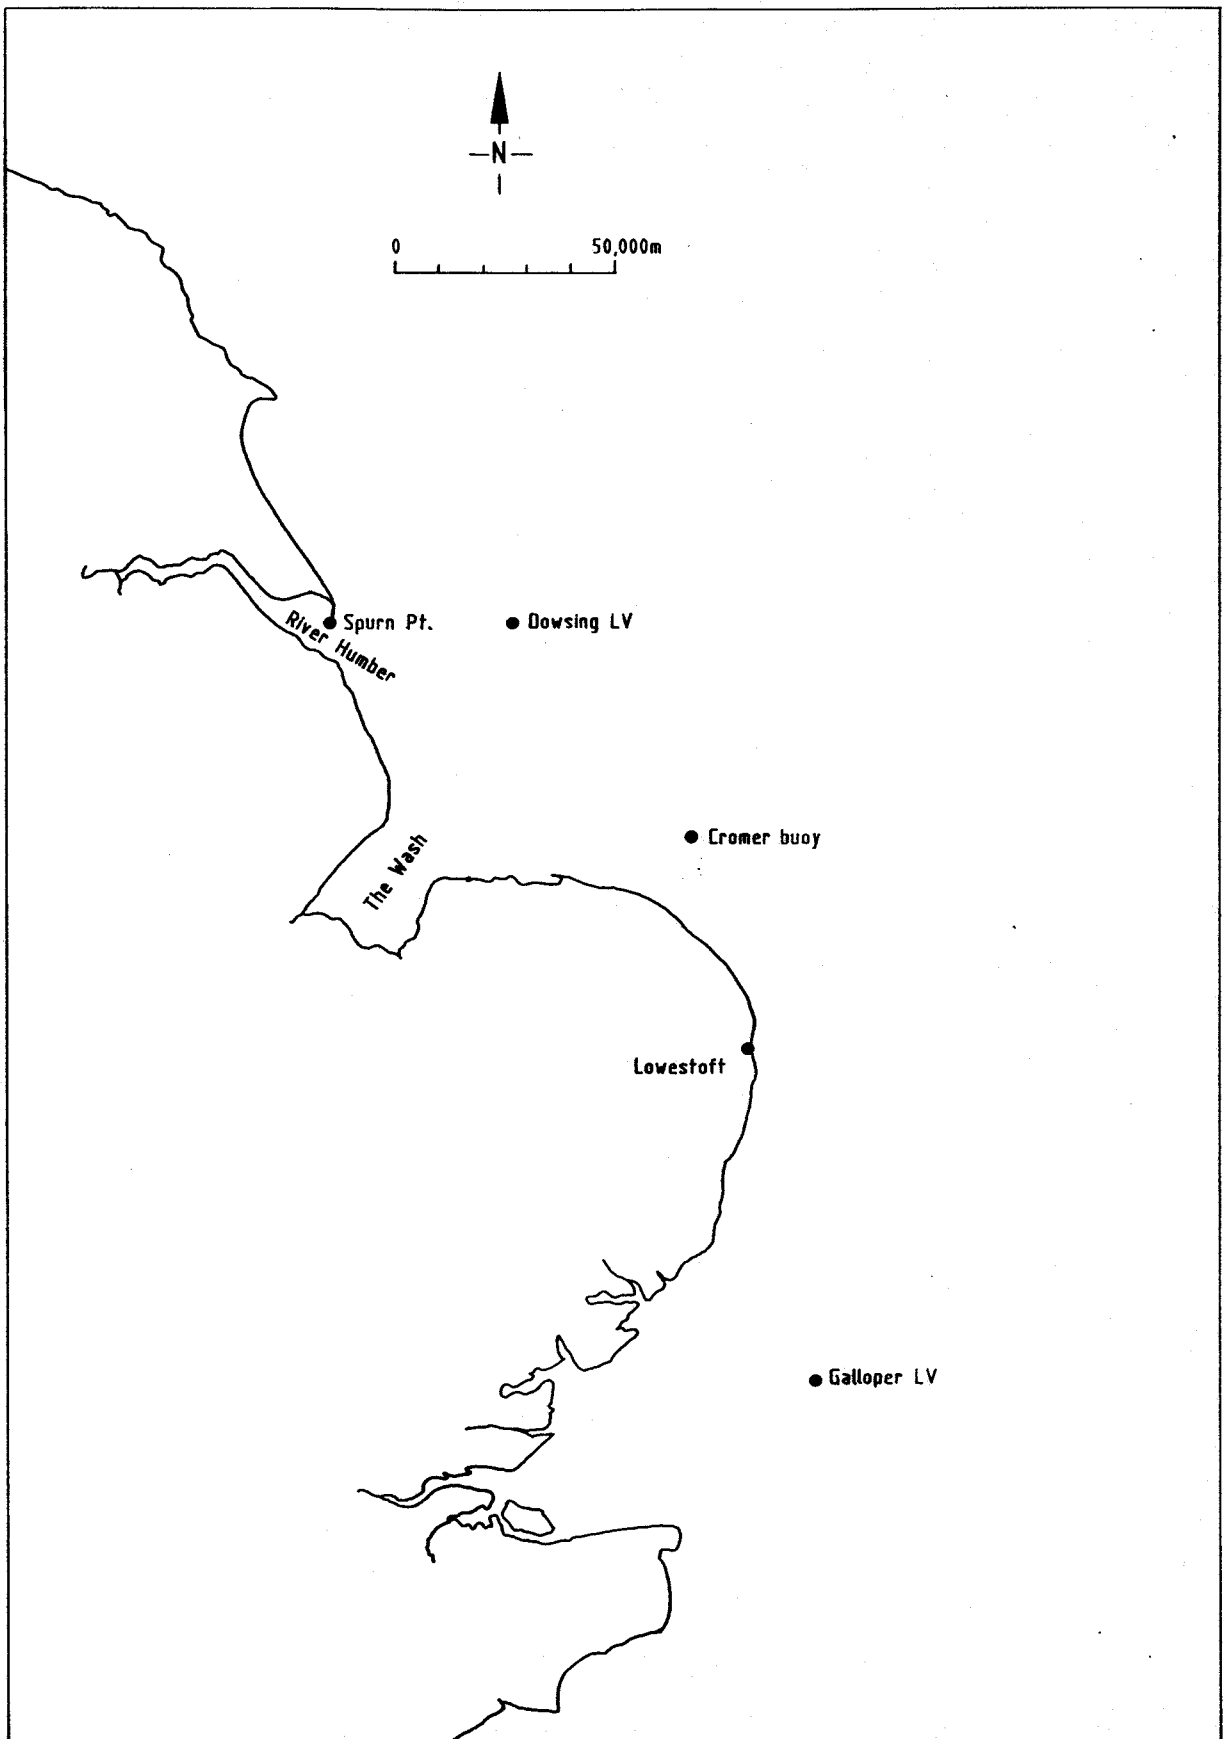 —N—
0 50,000m
Spurn Pt.
Dowsing LV
River Humber
Cromer buoy
The Wash
Lowestoft
Galloper LV